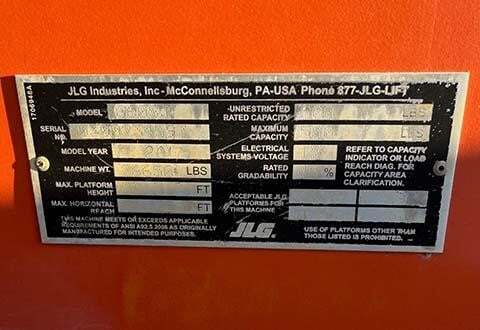 1706948A
JLG Industries, Inc - McConnellsburg, PA-USA Phone 877-JLG-LIFT
MODEL
SERIAL NO.
MODEL YEAR
MACHINE WT. LBS
MAX. PLATFORM HEIGHT FT
MAX. HORIZONTAL REACH FT
THIS MACHINE MEETS OR EXCEEDS APPLICABLE
REQUIREMENTS OF ANSI A92.5 2006 AS ORIGINALLY
MANUFACTURED FOR INTENDED PURPOSES.
UNRESTRICTED
RATED CAPACITY LBS
MAXIMUM
CAPACITY LBS
ELECTRICAL
SYSTEMS VOLTAGE
RATED
GRADABILITY %
REFER TO CAPACITY
INDICATOR OR LOAD
REACH DIAG. FOR
CAPACITY AREA
CLARIFICATION.
ACCEPTABLE JLG
PLATFORMS FOR
THIS MACHINE
JLG
USE OF PLATFORMS OTHER THAN
THOSE LISTED IS PROHIBITED.